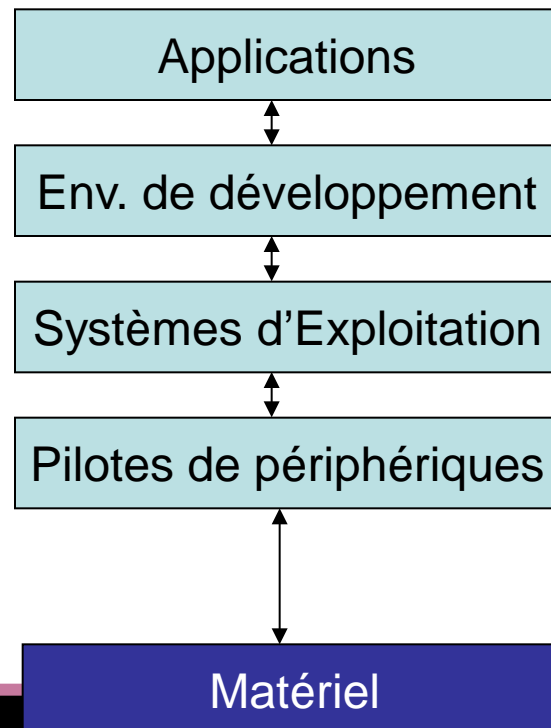 Applications
Env. de développement
Systèmes d’Exploitation
Pilotes de périphériques
Matériel